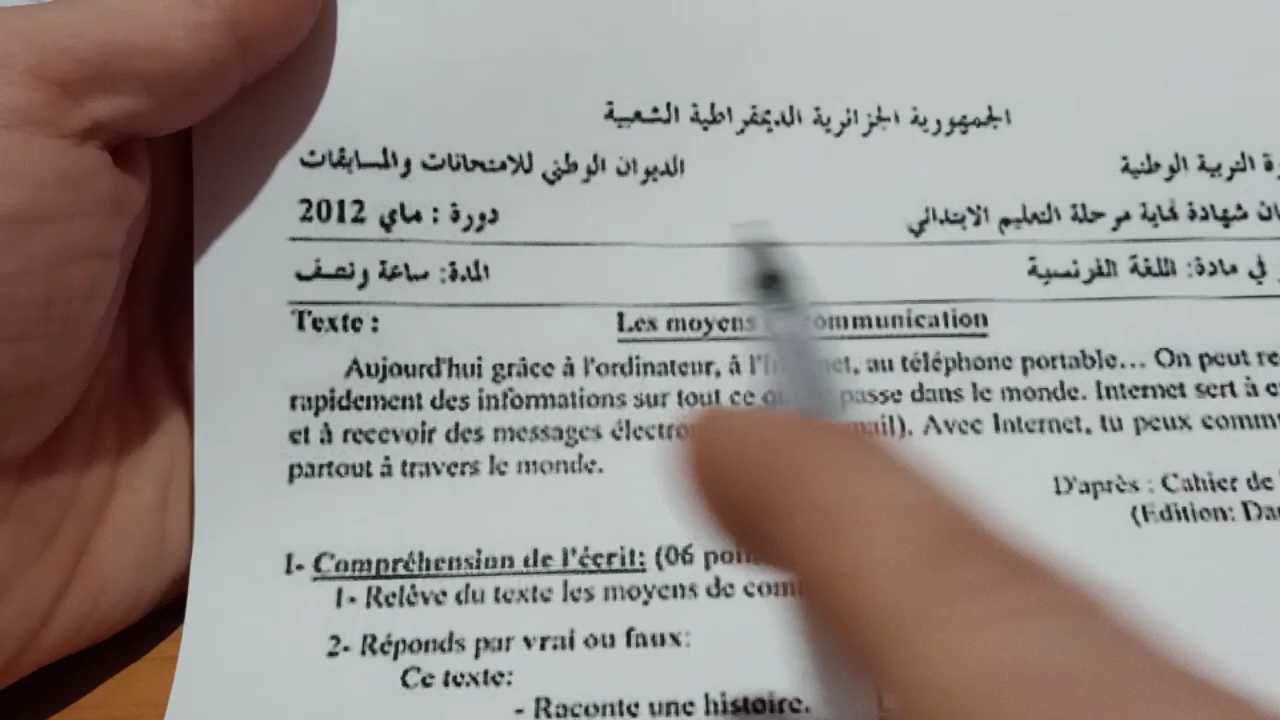 الجمهورية الجزائرية الديمقراطية الشعبية
التربية الوطنية الديوان الوطني للامتحانات والمسابقات
شهادة نهاية مرحلة التعليم الابتدائي دورة : ماي 2012
في مادة: اللغة الفرنسية المدة: ساعة ونصف
Texte : Les moyens communication
Aujourd'hui grâce à l'ordinateur, à au téléphone portable... On peut
rapidement des informations sur tout ce passe dans le monde. Internet sert à
et à recevoir des messages Avec Internet, tu peux
partout à travers le monde.
D'après : Cahier de
(Edition:
I- Compréhension de l'écrit: (06
1- Relève du texte les moyens de
2- Réponds par vrai ou faux:
Ce texte:
- Raconte une histoire.